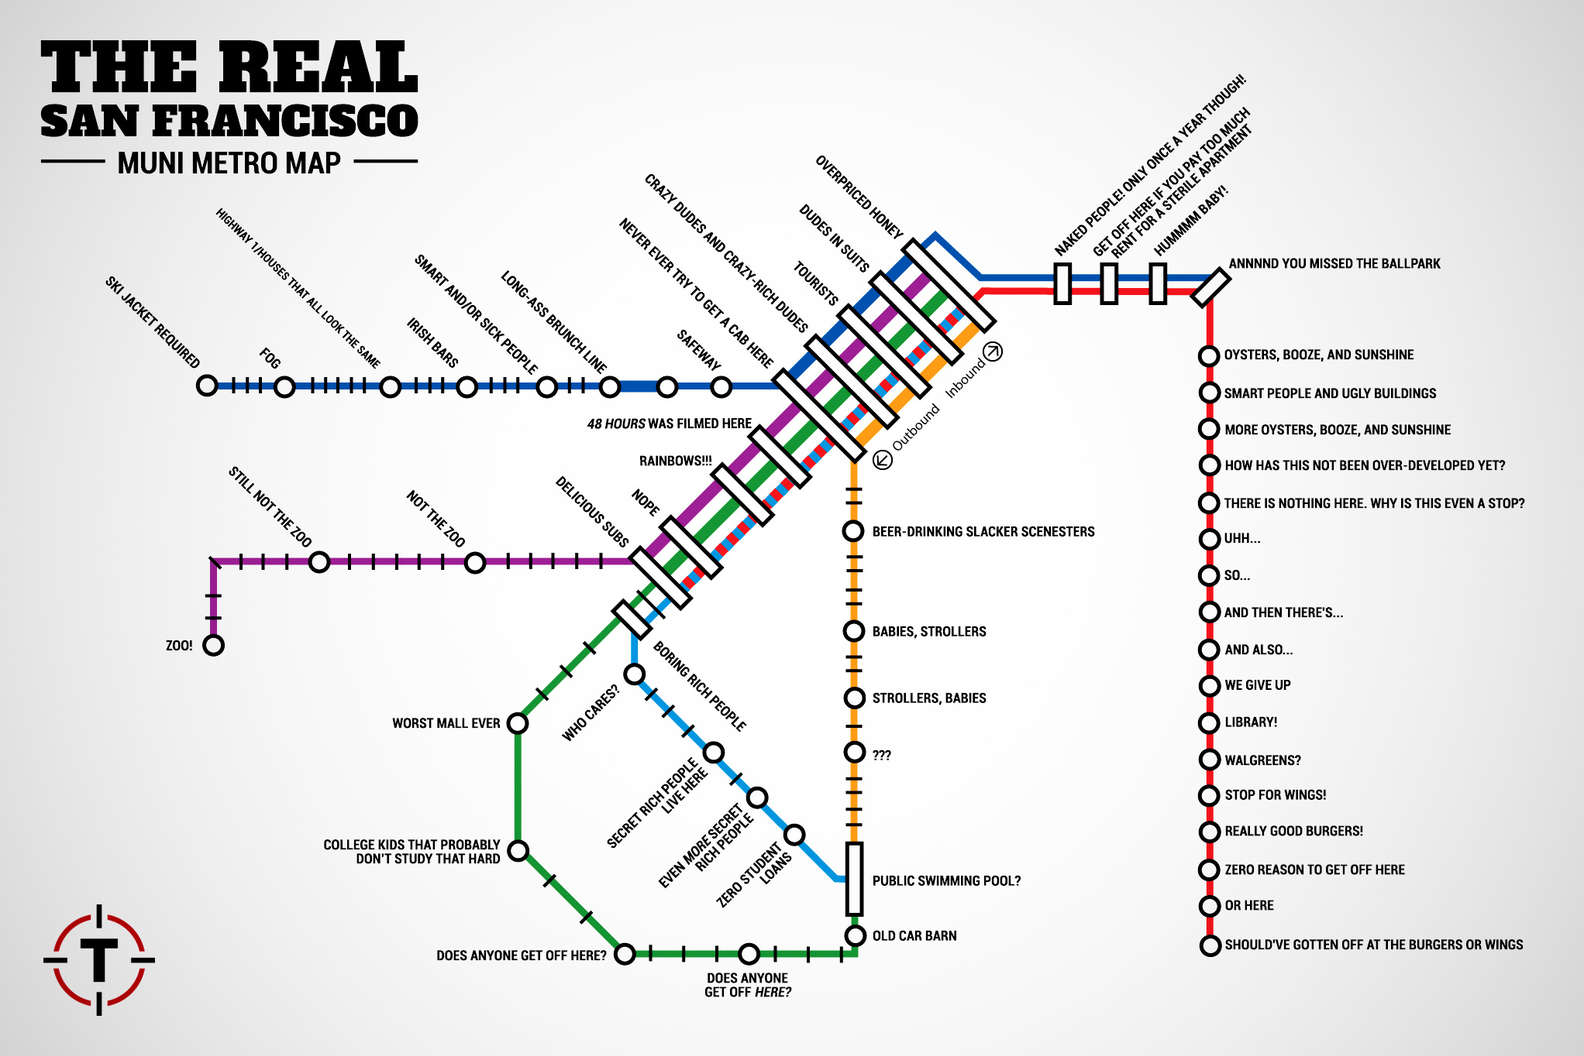 THE REAL
SAN FRANCISCO
MUNI METRO MAP
NAKED PEOPLE! ONLY ONCE A YEAR THOUGH!
GET OFF HERE IF YOU PAY TOO MUCH
RENT FOR A STERILE APARTMENT
HUMMMM BABY!
ANNNND YOU MISSED THE BALLPARK
OVERPRICED HONEY
DUDES IN SUITS
TOURISTS
CRAZY DUDES AND CRAZY-RICH DUDES
NEVER EVER TRY TO GET A CAB HERE
SAFEWAY
LONG-ASS BRUNCH LINE
SMART AND/OR SICK PEOPLE
IRISH BARS
HIGHWAY 1/HOUSES THAT ALL LOOK THE SAME
FOG
SKI JACKET REQUIRED
Inbound
Outbound
48 HOURS WAS FILMED HERE
RAINBOWS!!!
NOPE
DELICIOUS SUBS
NOT THE ZOO
STILL NOT THE ZOO
ZOO!
BORING RICH PEOPLE
WHO CARES?
SECRET RICH PEOPLE
LIVE HERE
EVEN MORE SECRET
RICH PEOPLE
ZERO STUDENT
LOANS
WORST MALL EVER
COLLEGE KIDS THAT PROBABLY
DON'T STUDY THAT HARD
DOES ANYONE GET OFF HERE?
DOES ANYONE
GET OFF HERE?
BEER-DRINKING SLACKER SCENESTERS
BABIES, STROLLERS
STROLLERS, BABIES
???
PUBLIC SWIMMING POOL?
OLD CAR BARN
OYSTERS, BOOZE, AND SUNSHINE
SMART PEOPLE AND UGLY BUILDINGS
MORE OYSTERS, BOOZE, AND SUNSHINE
HOW HAS THIS NOT BEEN OVER-DEVELOPED YET?
THERE IS NOTHING HERE. WHY IS THIS EVEN A STOP?
UHH...
SO...
AND THEN THERE'S...
AND ALSO...
WE GIVE UP
LIBRARY!
WALGREENS?
STOP FOR WINGS!
REALLY GOOD BURGERS!
ZERO REASON TO GET OFF HERE
OR HERE
SHOULD'VE GOTTEN OFF AT THE BURGERS OR WINGS
T